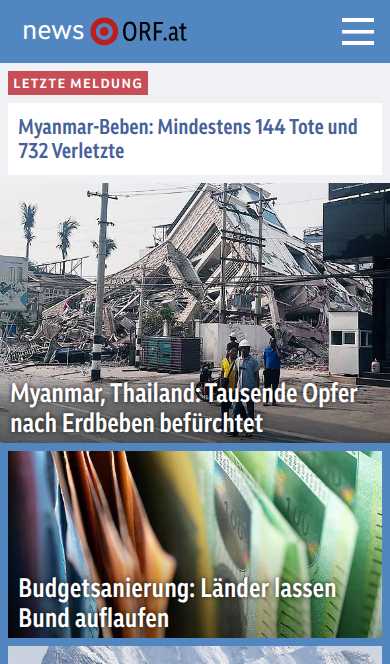 news ORF.at
LETZTE MELDUNG
Myanmar-Beben: Mindestens 144 Tote und
732 Verletzte
Myanmar, Thailand: Tausende Opfer
nach Erdbeben befürchtet
Budgetsanierung: Länder lassen
Bund auflaufen